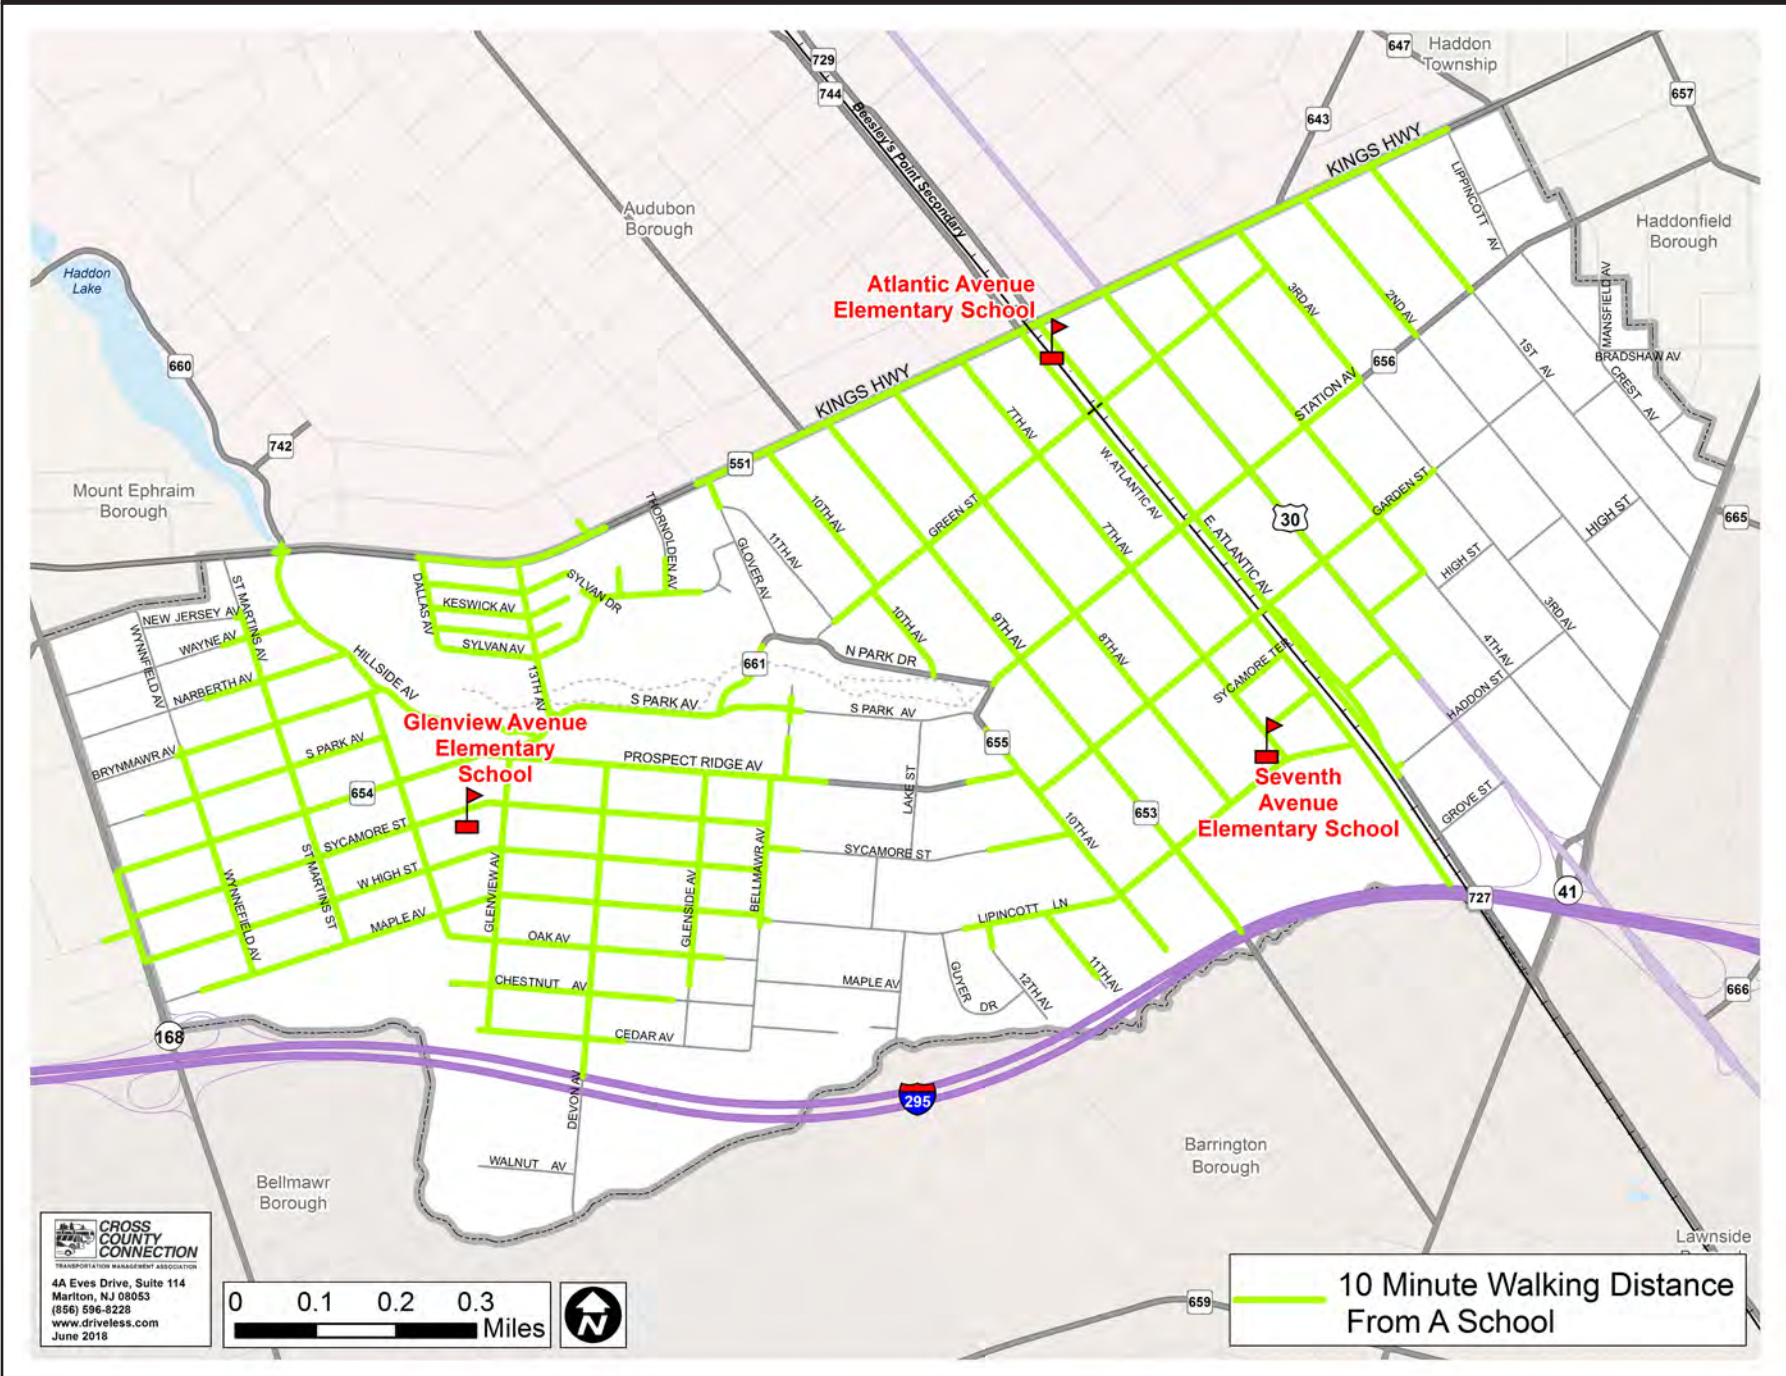 729
744
Beesley's Point Secondary
647
Haddon
Township
643
657
KINGS HWY
LIPPINCOTT AV
Audubon
Borough
Haddonfield
Borough
Haddon
Lake
Atlantic Avenue
Elementary School
3RD AV
2ND AV
MANSFIELD AV
BRADSHAW AV
1ST AV
CREST AV
656
660
742
KINGS HWY
7TH AV
STATION AV
551
W. ATLANTIC AV
Mount Ephraim
Borough
THORNOLDEN AV
10TH AV
GREEN ST
GARDEN ST
HIGH ST
665
30
GLOVER AV
11TH AV
7TH AV
E. ATLANTIC AV
HIGH ST
ST MARTINS AV
DALLAS AV
KESWICK AV
SYLVAN DR
SYLVAN AV
NEW JERSEY AV
WYNNFIELD AV
WAYNE AV
NARBERTH AV
HILLSIDE AV
13TH AV
661
N PARK DR
10TH AV
9TH AV
8TH AV
3RD AV
4TH AV
SYCAMORE TER
HADDON ST
S PARK AV
S PARK AV
655
Glenview Avenue
Elementary
School
BRYNMAWR AV
S PARK AV
PROSPECT RIDGE AV
654
LAKE ST
653
Seventh
Avenue
Elementary School
GROVE ST
SYCAMORE ST
10TH AV
SYCAMORE ST
ST MARTINS ST
W HIGH ST
WYNNEFIELD AV
MAPLE AV
GLENVIEW AV
BELLMAWR AV
GLENSIDE AV
OAK AV
LIPINCOTT LN
727
41
CHESTNUT AV
MAPLE AV
GUYER DR
12TH AV
11TH AV
666
168
CEDAR AV
DEVON AV
295
WALNUT AV
Bellmawr
Borough
Barrington
Borough
Lawnside
659
CROSS
COUNTY
CONNECTION
TRANSPORTATION MANAGEMENT ASSOCIATION
4A Eves Drive, Suite 114
Marlton, NJ 08053
(856) 596-8228
www.driveless.com
June 2018
0 0.1 0.2 0.3
Miles
N
10 Minute Walking Distance
From A School